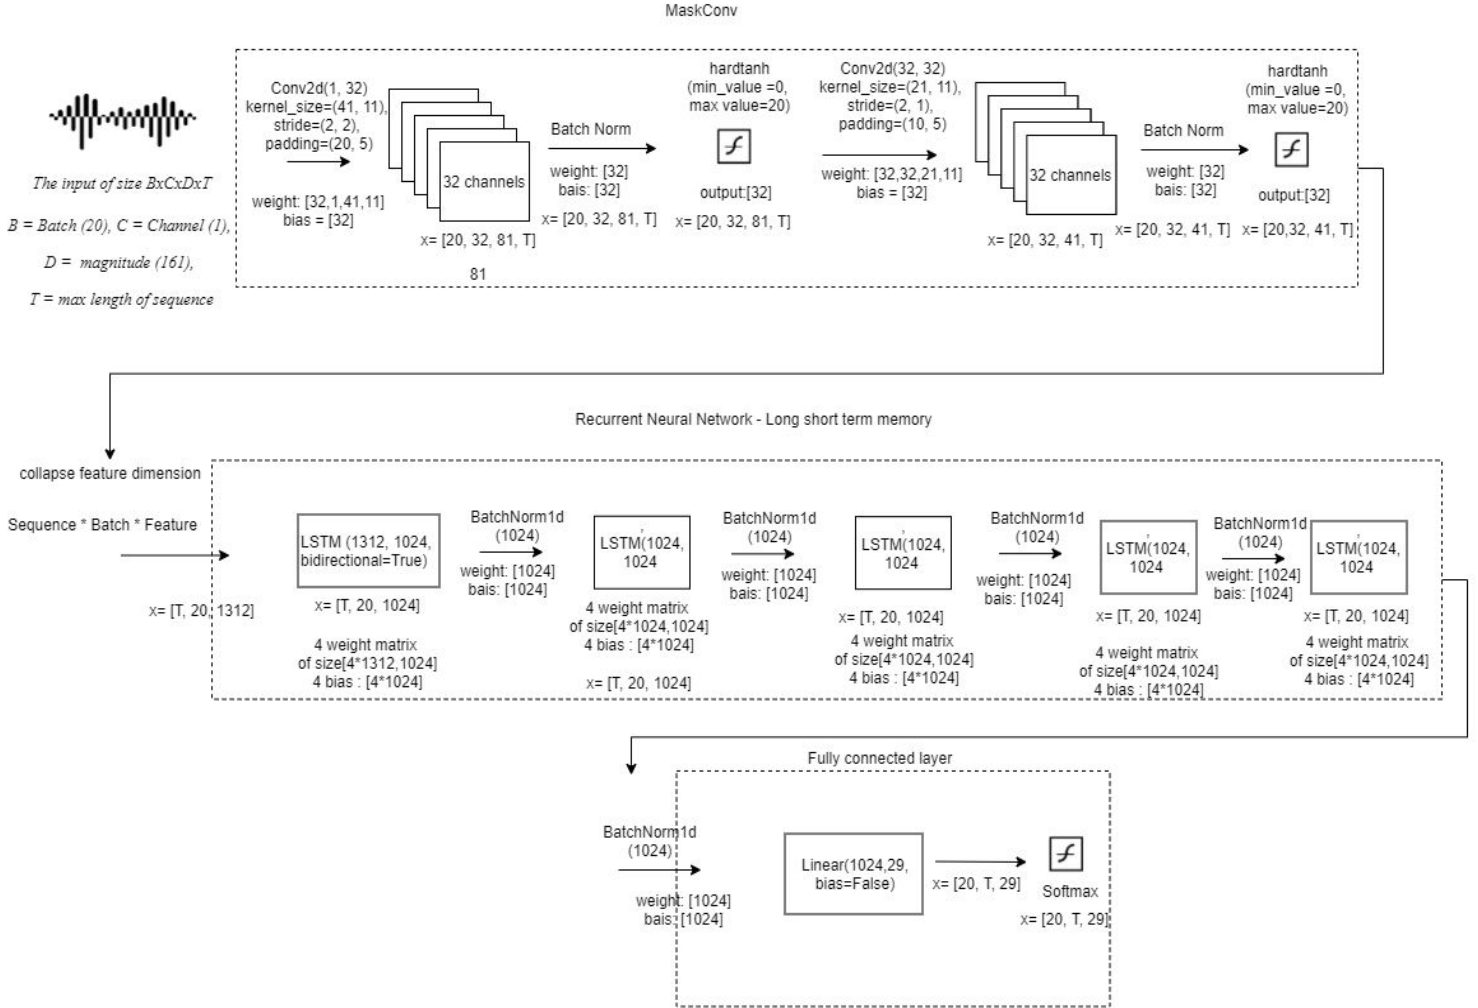 MaskConv
The input of size BxCxDxT
B = Batch (20), C = Channel (1),
D = magnitude (161),
T = max length of sequence
Conv2d(1, 32)
kernel_size=(41, 11),
stride=(2, 2),
padding=(20, 5)
weight: [32,1,41,11]
bias = [32]
32 channels
x= [20, 32, 81, T]
81
Batch Norm
weight: [32]
bais: [32]
x= [20, 32, 81, T]
hardtanh
(min_value =0,
max value=20)
output:[32]
x= [20, 32, 81, T]
Conv2d(32, 32)
kernel_size=(21, 11),
stride=(2, 1),
padding=(10, 5)
weight: [32,32,21,11]
bias = [32]
32 channels
x= [20, 32, 41, T]
Batch Norm
weight: [32]
bais: [32]
x= [20, 32, 41, T]
hardtanh
(min_value =0,
max value=20)
output:[32]
x= [20,32, 41, T]
Recurrent Neural Network - Long short term memory
collapse feature dimension
Sequence * Batch * Feature
x= [T, 20, 1312]
LSTM (1312, 1024,
bidirectional=True)
x= [T, 20, 1024]
4 weight matrix
of size[4*1312,1024]
4 bias : [4*1024]
BatchNorm1d
(1024)
weight: [1024]
bais: [1024]
LSTM(1024,
1024
4 weight matrix
of size[4*1024,1024]
4 bias : [4*1024]
x= [T, 20, 1024]
BatchNorm1d
(1024)
weight: [1024]
bais: [1024]
LSTM(1024,
1024
x= [T, 20, 1024]
4 weight matrix
of size[4*1024,1024]
4 bias : [4*1024]
BatchNorm1d
(1024)
weight: [1024]
bais: [1024]
LSTM(1024,
1024
x= [T, 20, 1024]
4 weight matrix
of size[4*1024,1024]
4 bias : [4*1024]
BatchNorm1d
(1024)
weight: [1024]
bais: [1024]
LSTM(1024,
1024
x= [T, 20, 1024]
4 weight matrix
of size[4*1024,1024]
4 bias : [4*1024]
Fully connected layer
BatchNorm1d
(1024)
weight: [1024]
bais: [1024]
Linear(1024,29,
bias=False)
x= [20, T, 29]
Softmax
x= [20, T, 29]